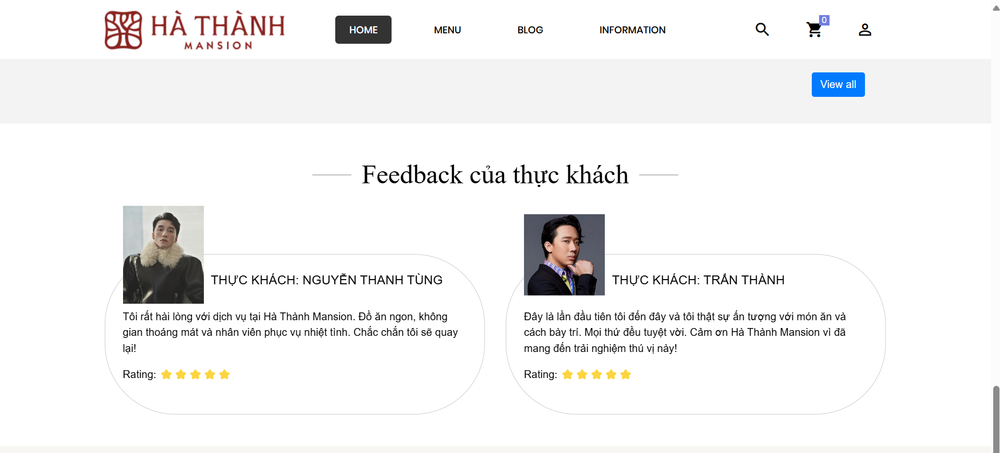 HÀ THÀNH
MANSION
HOME
MENU
BLOG
INFORMATION
0
View all
Feedback của thực khách
THỰC KHÁCH: NGUYỄN THANH TÙNG
Tôi rất hài lòng với dịch vụ tại Hà Thành Mansion. Đồ ăn ngon, không
gian thoáng mát và nhân viên phục vụ nhiệt tình. Chắc chắn tôi sẽ quay
lại!
Rating:
THỰC KHÁCH: TRẤN THÀNH
Đây là lần đầu tiên tôi đến đây và tôi thật sự ấn tượng với món ăn và
cách bày trí. Mọi thứ đều tuyệt vời. Cảm ơn Hà Thành Mansion vì đã
mang đến trải nghiệm thú vị này!
Rating: